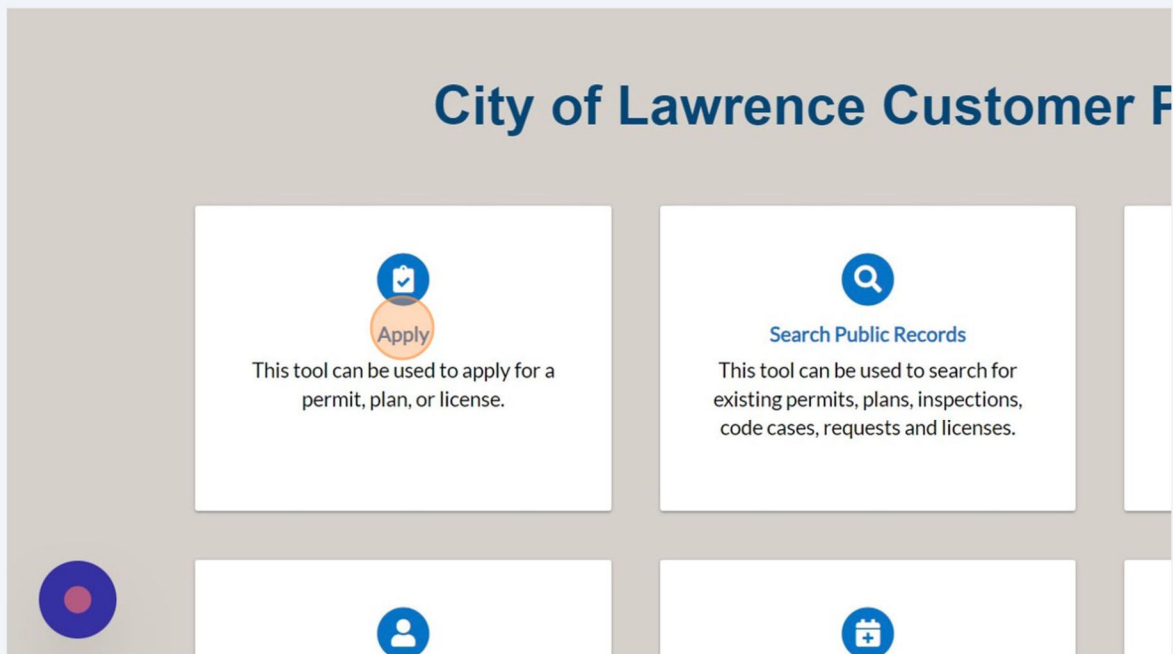 City of Lawrence Customer
Apply
This tool can be used to apply for a
permit, plan, or license.
Search Public Records
This tool can be used to search for
existing permits, plans, inspections,
code cases, requests and licenses.